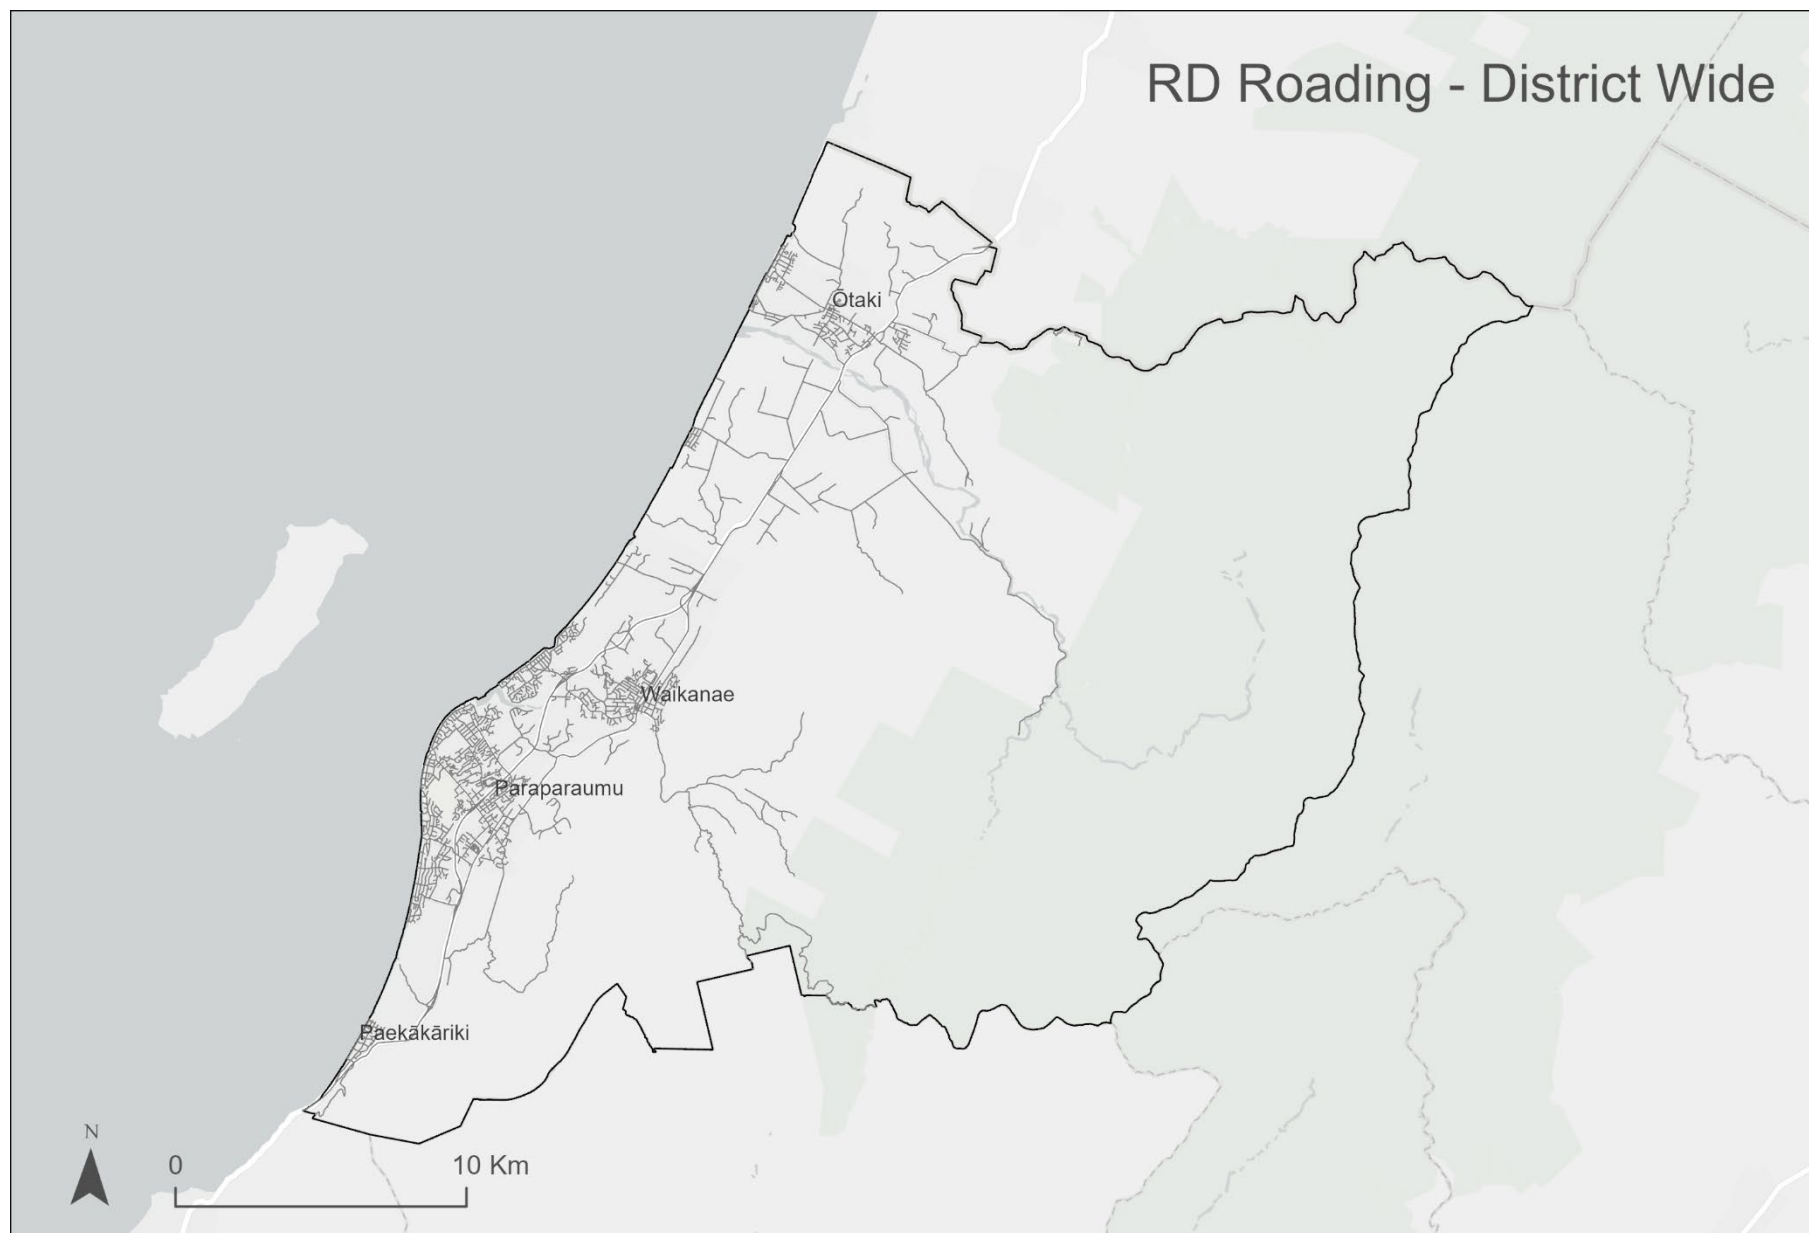 RD Roading - District Wide
Ōtaki
Waikanae
Paraparaumu
Paekākāriki
N
0
10 Km